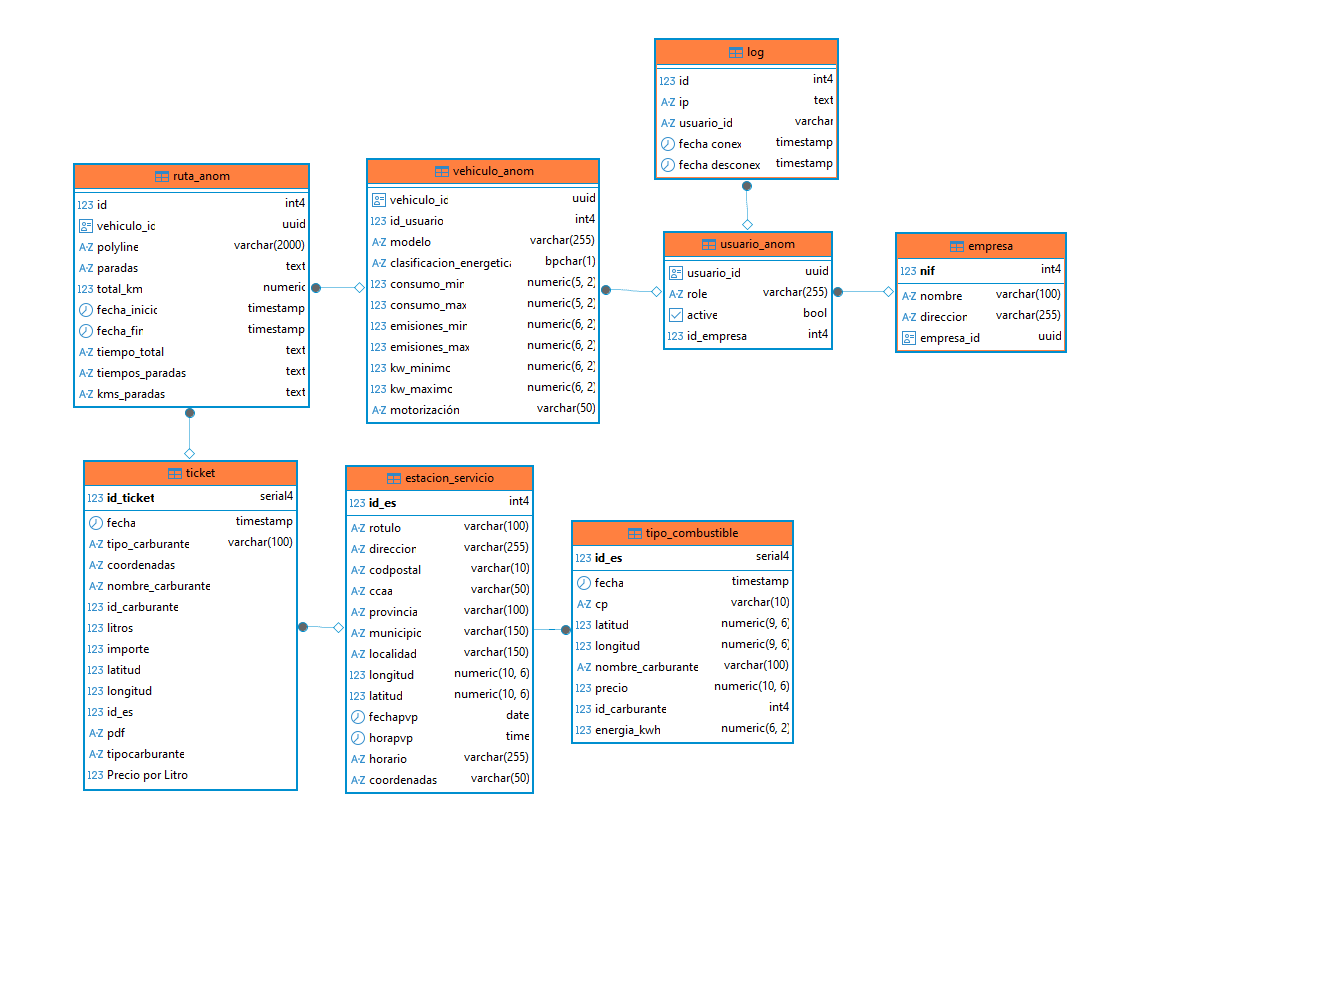 log
123 id int4
A-Z ip text
A-Z usuario_id varchar
fecha conex timestamp
fecha desconex timestamp
ruta_anom
123 id int4
vehiculo_ic uuid
A-Z polyline varchar(2000)
A-Z paradas text
123 total_km numeric
fecha_inicic timestamp
fecha_fir timestamp
A-Z tiempo_total text
A-Z tiempos_paradas text
A-Z kms_paradas text
vehiculo_anom
vehiculo_ic uuid
123 id_usuario int4
A-Z modelo varchar(255)
A-Z clasificacion_energetica bpchar(1)
123 consumo_mir numeric(5, 2)
123 consumo_max numeric(5, 2)
123 emisiones_mir numeric(6, 2)
123 emisiones_max numeric(6, 2)
123 kw_minimc numeric(6, 2)
123 kw_maximc numeric(6, 2)
A-Z motorización varchar(50)
usuario_anom
usuario_id uuid
A-Z role varchar(255)
active bool
123 id_empresa int4
empresa
123 nif int4
A-Z nombre varchar(100)
A-Z direccior varchar(255)
empresa_id uuid
ticket
123 id_ticket serial4
fecha timestamp
A-Z tipo_carburante varchar(100)
A-Z coordenadas
A-Z nombre_carburante
123 id_carburante
123 litros
123 importe
123 latitud
123 longitud
123 id_es
A-Z pdf
A-Z tipocarburante
123 Precio por Litro
estacion_servicio
123 id_es int4
A-Z rotulo varchar(100)
A-Z direccior varchar(255)
A-Z codpostal varchar(10)
A-Z ccaa varchar(50)
A-Z provincia varchar(100)
A-Z municipic varchar(150)
A-Z localidad varchar(150)
123 longitud numeric(10, 6)
123 latitud numeric(10, 6)
fechapvp date
horapvp time
A-Z horario varchar(255)
A-Z coordenadas varchar(50)
tipo_combustible
123 id_es serial4
fecha timestamp
A-Z cp varchar(10)
123 latitud numeric(9, 6)
123 longitud numeric(9, 6)
A-Z nombre_carburante varchar(100)
123 precio numeric(10, 6)
123 id_carburante int4
123 energia_kwh numeric(6, 2)